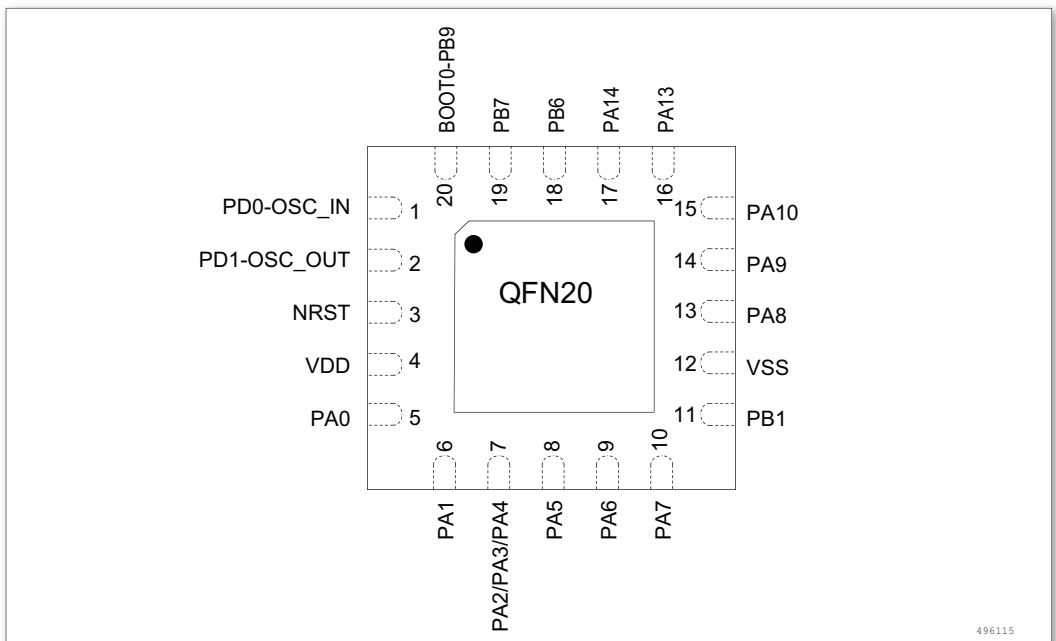 BOOT0-PB9
PB7
PB6
PA14
PA13
20
19
18
17
16
PD0-OSC_IN
1
15
PA10
PD1-OSC_OUT
2
14
PA9
QFN20
NRST
3
13
PA8
VDD
4
12
VSS
PA0
5
11
PB1
6
7
8
9
10
PA1
PA2/PA3/PA4
PA5
PA6
PA7
496115